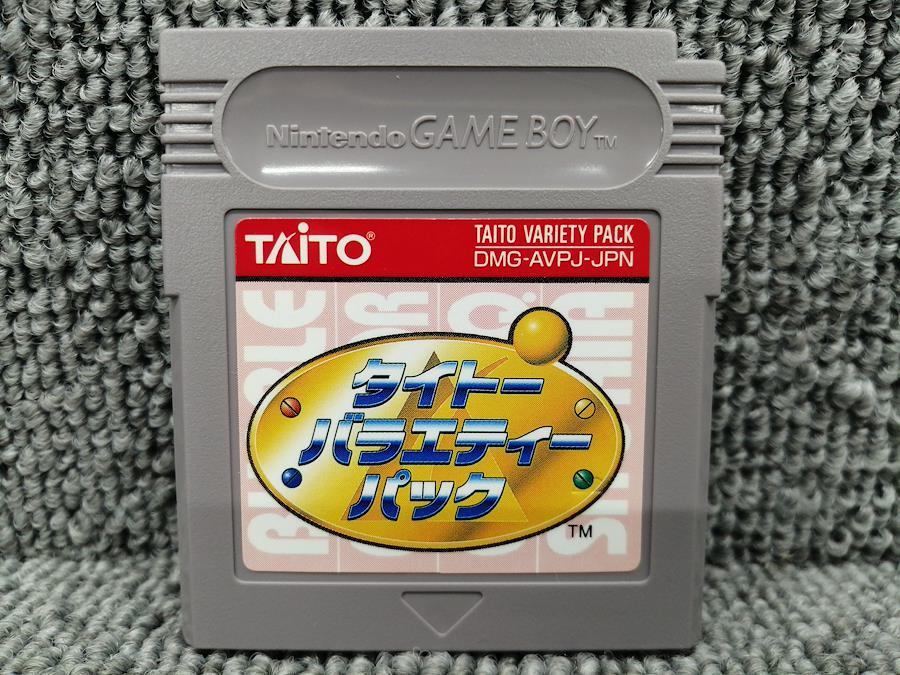 Nintendo GAME BOY TM
TAITO®
TAITO VARIETY PACK
DMG-AVPJ-JPN
タイトー
バラエティー
パック
TM